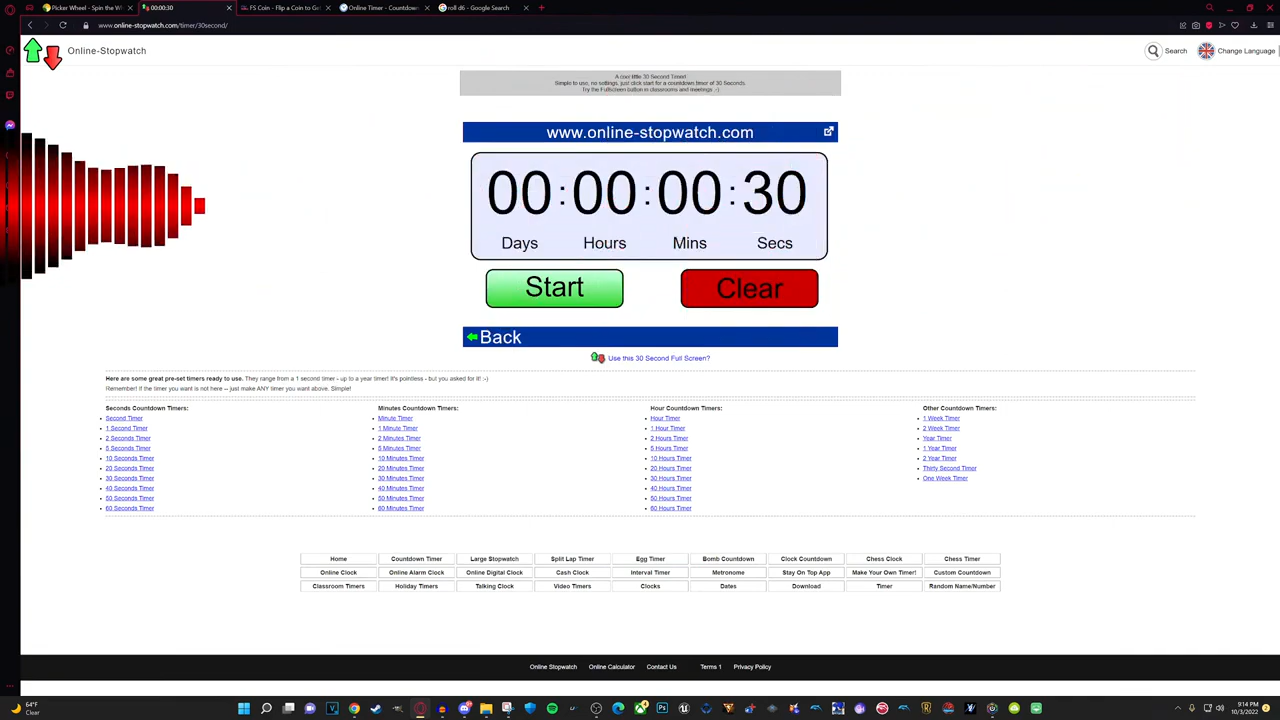 Picker Wheel - Spin the W
00:00:30
FS Coin - Flip a Coin to Ge
Online Timer - Countdown
roll d6 - Google Search
www.online-stopwatch.com/timer/30second/
Online-Stopwatch
Search
Change Language
A cool little 30 Second Timer!
Simple to use, no settings, just click start for a countdown timer of 30 Seconds.
Try the Fullscreen button in classrooms and meetings :-)
www.online-stopwatch.com
00:00:00:30
Days Hours Mins Secs
Start Clear
Back
Use this 30 Second Full Screen?
Here are some great pre-set timers ready to use. They range from a 1 second timer - up to a year timer! It's pointless - but you asked for it! :-)
Remember! if the timer you want is not here -- just make ANY timer you want above. Simple!
Seconds Countdown Timers:
Second Timer
1 Second Timer
2 Seconds Timer
5 Seconds Timer
10 Seconds Timer
20 Seconds Timer
30 Seconds Timer
40 Seconds Timer
50 Seconds Timer
60 Seconds Timer
Minutes Countdown Timers:
Minute Timer
1 Minute Timer
2 Minutes Timer
5 Minutes Timer
10 Minutes Timer
20 Minutes Timer
30 Minutes Timer
40 Minutes Timer
50 Minutes Timer
60 Minutes Timer
Hour Countdown Timers:
Hour Timer
1 Hour Timer
2 Hours Timer
5 Hours Timer
10 Hours Timer
20 Hours Timer
30 Hours Timer
40 Hours Timer
50 Hours Timer
60 Hours Timer
Other Countdown Timers:
1 Week Timer
2 Week Timer
Year Timer
1 Year Timer
2 Year Timer
Thirty Second Timer
One Week Timer
Home Countdown Timer Large Stopwatch Split Lap Timer Egg Timer Bomb Countdown Clock Countdown Chess Clock Chess Timer
Online Clock Online Alarm Clock Online Digital Clock Cash Clock Interval Timer Metronome Stay On Top App Make Your Own Timer! Custom Countdown
Classroom Timers Holiday Timers Talking Clock Video Timers Clocks Dates Download Timer Random Name/Number
Online Stopwatch Online Calculator Contact Us Terms 1 Privacy Policy
64°F
Clear
9:14 PM
10/3/2022